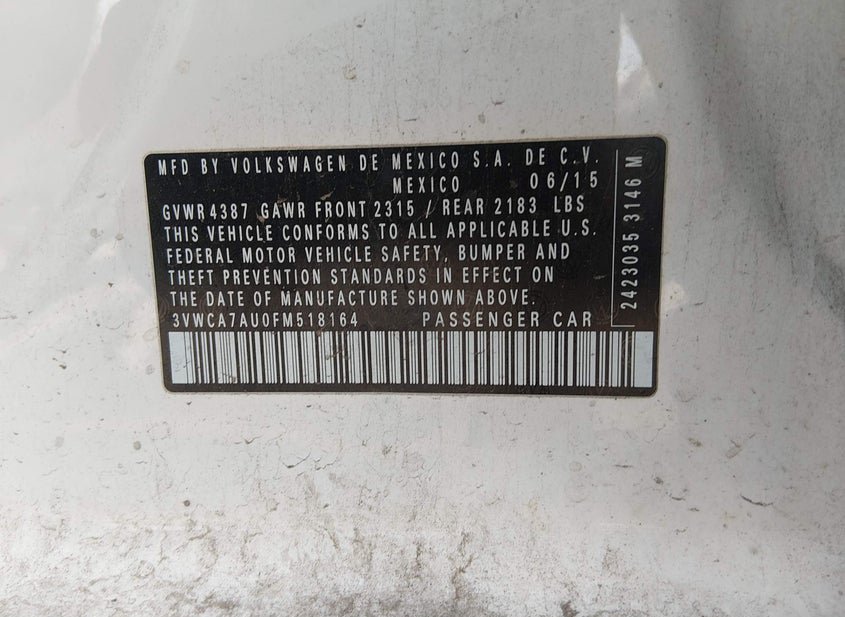 MFD BY VOLKSWAGEN DE MEXICO S.A. DE C.V.
MEXICO 06/15
GVWR 4387 GAWR FRONT 2315 / REAR 2183 LBS
THIS VEHICLE CONFORMS TO ALL APPLICABLE U.S.
FEDERAL MOTOR VEHICLE SAFETY, BUMPER AND
THEFT PREVENTION STANDARDS IN EFFECT ON
THE DATE OF MANUFACTURE SHOWN ABOVE.
3VWCA7AU0FM518164 PASSENGER CAR
2423035 3146 M